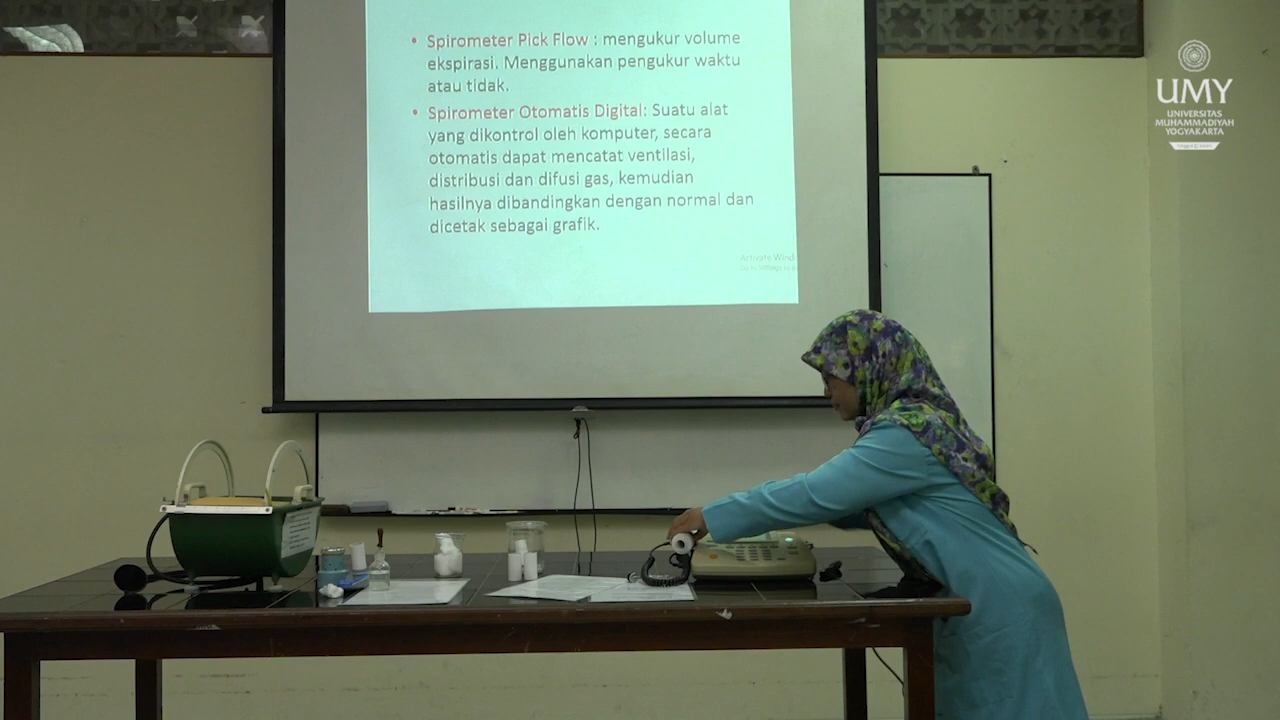 • Spirometer Pick Flow : mengukur volume
ekspirasi. Menggunakan pengukur waktu
atau tidak.
• Spirometer Otomatis Digital: Suatu alat
yang dikontrol oleh komputer, secara
otomatis dapat mencatat ventilasi,
distribusi dan difusi gas, kemudian
hasilnya dibandingkan dengan normal dan
dicetak sebagai grafik.
Activate Wind
UMY
UNIVERSITAS
MUHAMMADIYAH
YOGYAKARTA